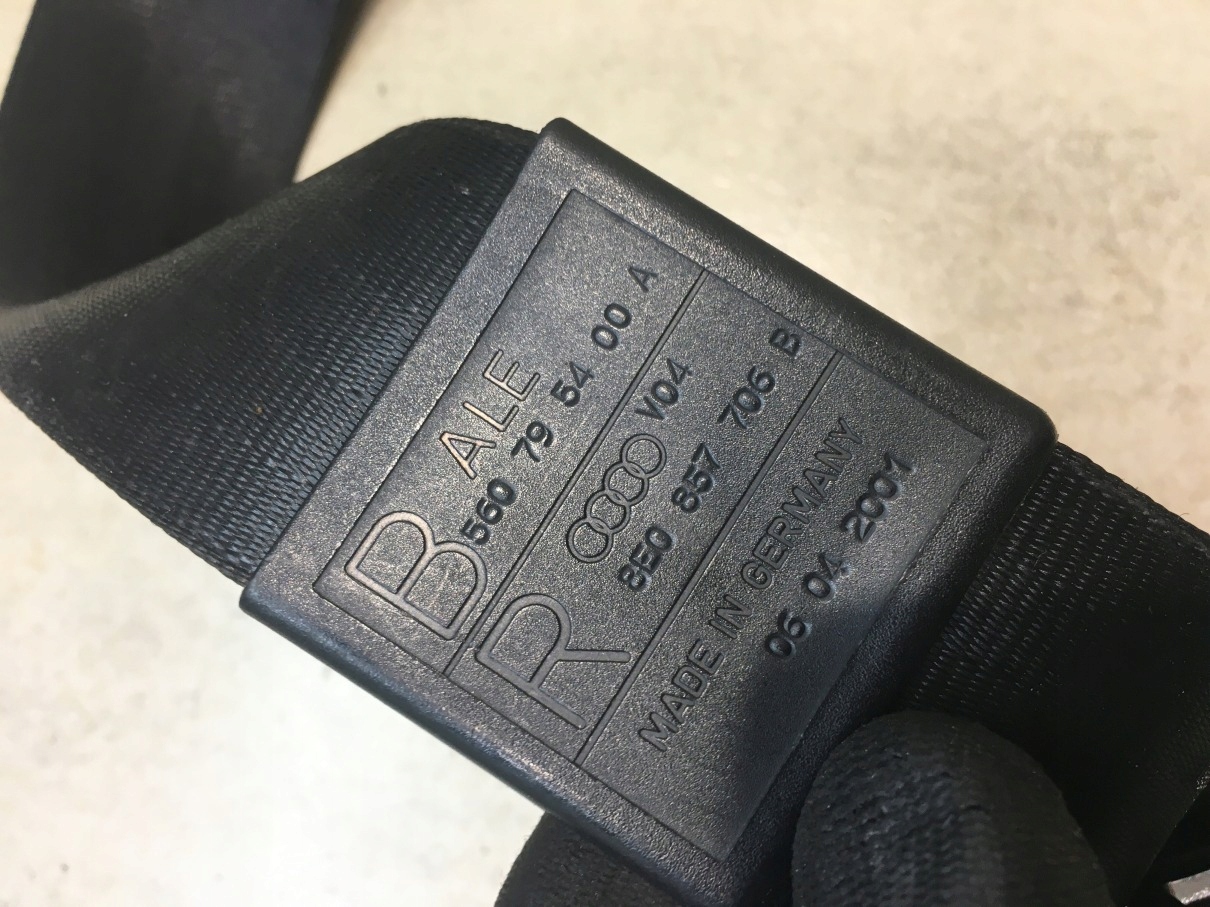 B ALE
560 79 54 00 A
R V04
8E0 857 706 B
MADE IN GERMANY
06 04 2001